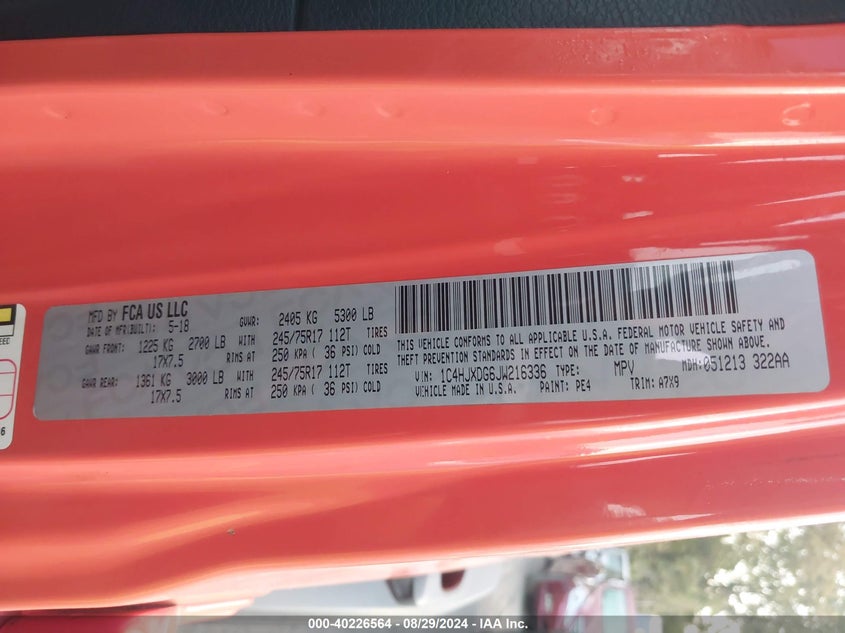 MFD BY FCA US LLC
DATE OF MFR(BUILT): 5-18 GVWR: 2405 KG 5300 LB
GAWR FRONT: 1225 KG 2700 LB WITH 245/75R17 112T TIRES
17X7.5 RIMS AT 250 KPA ( 36 PSI) COLD
GAWR REAR: 1361 KG 3000 LB WITH 245/75R17 112T TIRES
17X7.5 RIMS AT 250 KPA ( 36 PSI) COLD
THIS VEHICLE CONFORMS TO ALL APPLICABLE U.S.A. FEDERAL MOTOR VEHICLE SAFETY AND
THEFT PREVENTION STANDARDS IN EFFECT ON THE DATE OF MANUFACTURE SHOWN ABOVE.
VIN: 1C4HJXDG6JW216336 TYPE: MPV MDH:051213 322AA
VEHICLE MADE IN U.S.A. PAINT: PE4 TRIM: A7X9
000-40226564 - 08/29/2024 - IAA Inc.